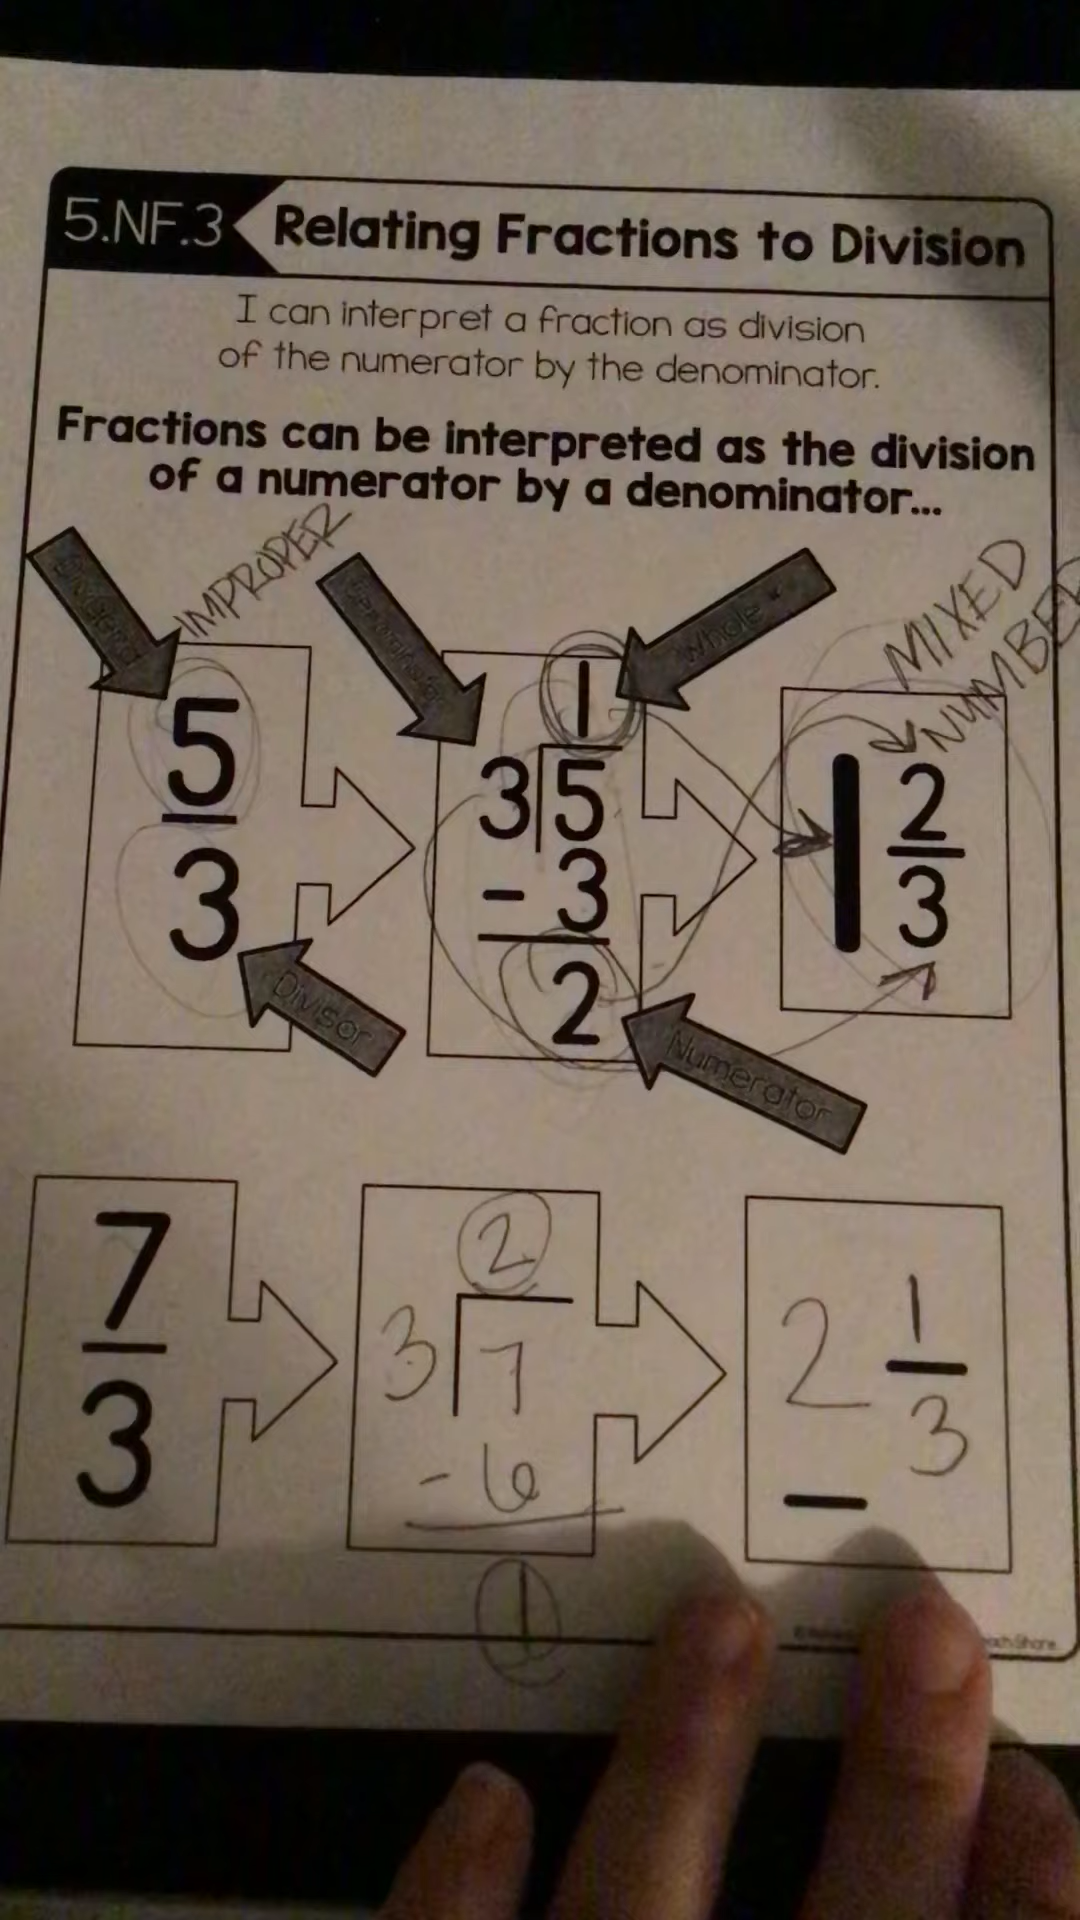 5.NF.3 Relating Fractions to Division
I can interpret a fraction as division
of the numerator by the denominator.
Fractions can be interpreted as the division
of a numerator by a denominator...
IMPROPER
MIXED
NUMBER
Dividend
Denominator
Whole #
5
3
Divisor
1
3 5
- 3
2
Numerator
1 2
3
7
3
2
3 7
- 6
1
2 1
3